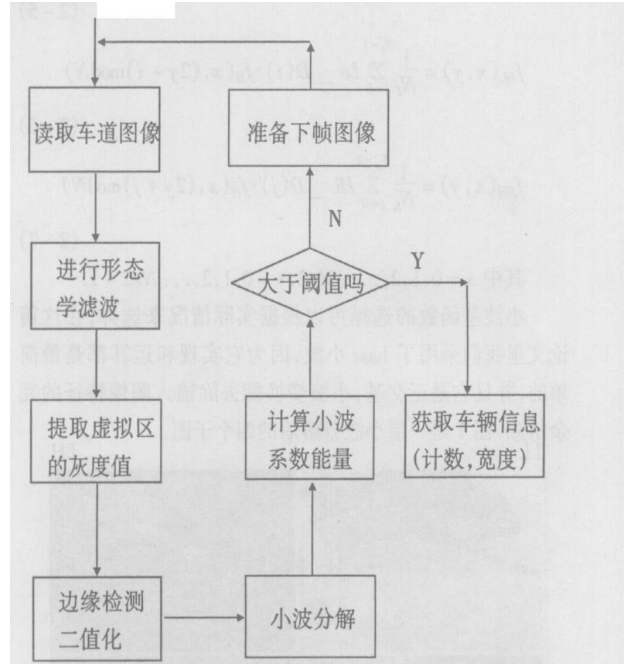 读取车道图像
准备下帧图像
N
Y
进行形态
学滤波
大于阈值吗
提取虚拟区
的灰度值
计算小波
系数能量
获取车辆信息
(计数,宽度)
边缘检测
二值化
小波分解